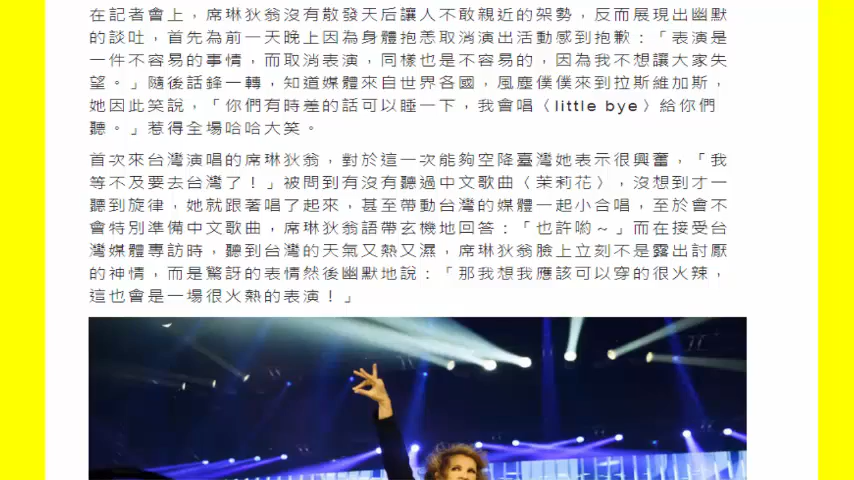 在記者會上，席琳狄翁沒有散發天后讓人不敢親近的架勢，反而展現出幽默
的談吐，首先為前一天晚上因為身體抱恙取消演出活動感到抱歉：「表演是
一件不容易的事情，而取消表演，同樣也是不容易的，因為我不想讓大家失
望。」隨後話鋒一轉，知道媒體來自世界各國，風塵僕僕來到拉斯維加斯，
她因此笑說，「你們有時差的話可以睡一下，我會唱〈little bye〉給你們
聽。」惹得全場哈哈大笑。
首次來台灣演唱的席琳狄翁，對於這一次能夠空降臺灣她表示很興奮，「我
等不及要去台灣了！」被問到有沒有聽過中文歌曲〈茉莉花〉，沒想到才一
聽到旋律，她就跟著唱了起來，甚至帶動台灣的媒體一起小合唱，至於會不
會特別準備中文歌曲，席琳狄翁語帶玄機地回答：「也許喲～」而在接受台
灣媒體專訪時，聽到台灣的天氣又熱又濕，席琳狄翁臉上立刻不是露出討厭
的神情，而是驚訝的表情然後幽默地說：「那我想我應該可以穿的很火辣，
這也會是一場很火熱的表演！」